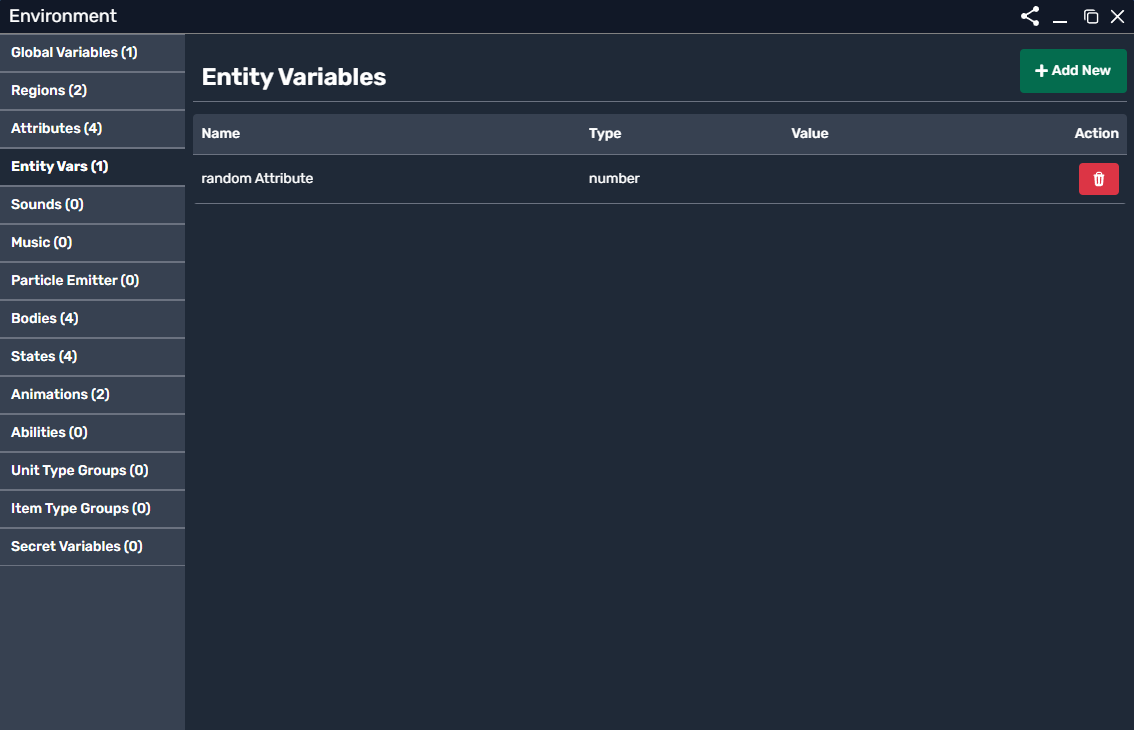 Environment
Global Variables (1)
Regions (2)
Attributes (4)
Entity Vars (1)
Sounds (0)
Music (0)
Particle Emitter (0)
Bodies (4)
States (4)
Animations (2)
Abilities (0)
Unit Type Groups (0)
Item Type Groups (0)
Secret Variables (0)
Entity Variables
+ Add New
Name Type Value Action
random Attribute number